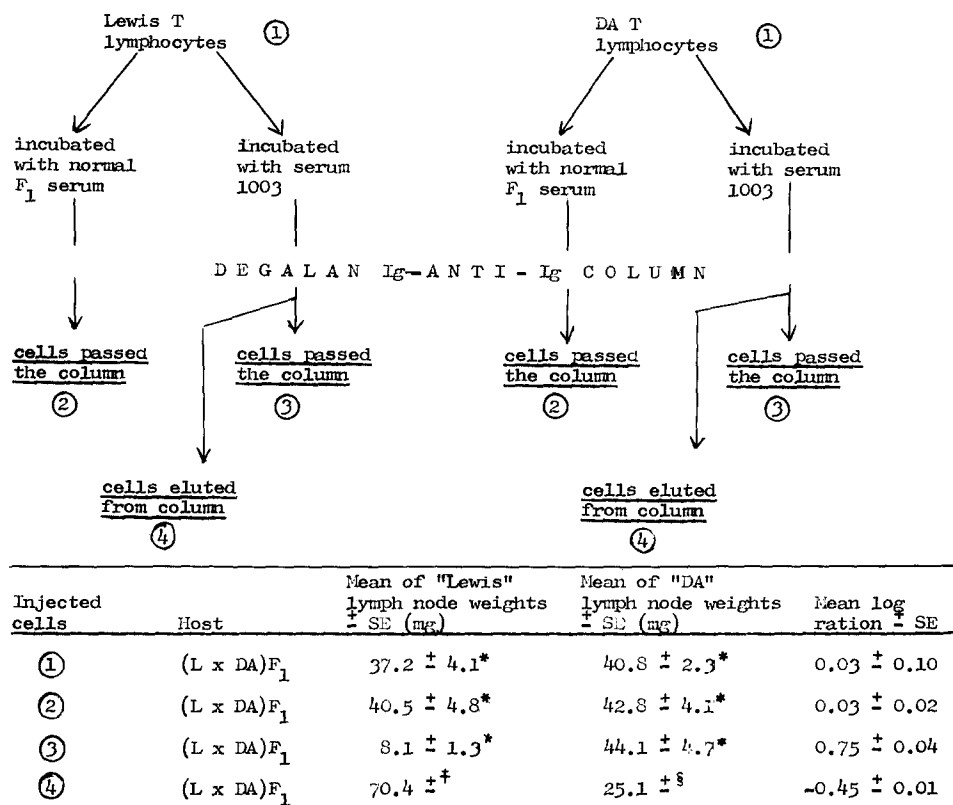 Lewis T
lymphocytes ①
DA T
lymphocytes ①
incubated
with normal
F1 serum
incubated
with serum
1003
incubated
with normal
F1 serum
incubated
with serum
1003
DEGALAN Ig-ANTI-Ig COLUMN
cells passed
the column
②
cells passed
the column
③
cells passed
the column
②
cells passed
the column
③
cells eluted
from column
④
cells eluted
from column
④
Injected cells Host Mean of "Lewis" lymph node weights ± SE (mg) Mean of "DA" lymph node weights ± SE (mg) Mean log ration ± SE
① (L x DA)F1 37.2 ± 4.1* 40.8 ± 2.3* 0.03 ± 0.10
② (L x DA)F1 40.5 ± 4.8* 42.8 ± 4.1* 0.03 ± 0.02
③ (L x DA)F1 8.1 ± 1.3* 44.1 ± 4.7* 0.75 ± 0.04
④ (L x DA)F1 70.4 ±‡ 25.1 ±§ -0.45 ± 0.01